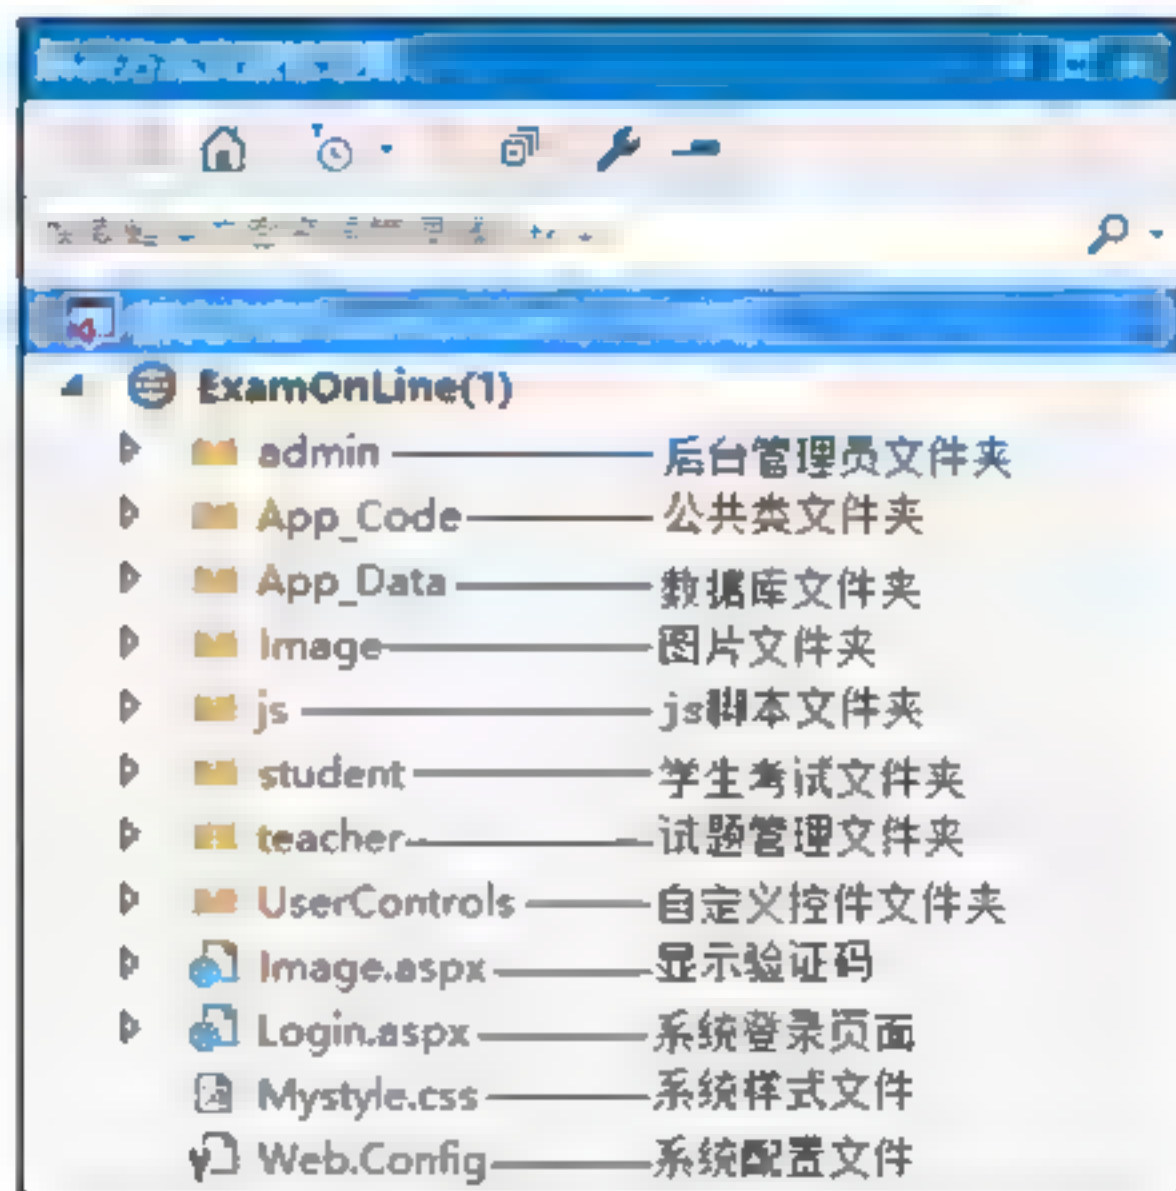 ExamOnLine(1)
admin 后台管理员文件夹
App_Code 公共类文件夹
App_Data 数据库文件夹
Image 图片文件夹
js js脚本文件夹
student 学生考试文件夹
teacher 试题管理文件夹
UserControls 自定义控件文件夹
Image.aspx 显示验证码
Login.aspx 系统登录页面
Mystyle.css 系统样式文件
Web.Config 系统配置文件